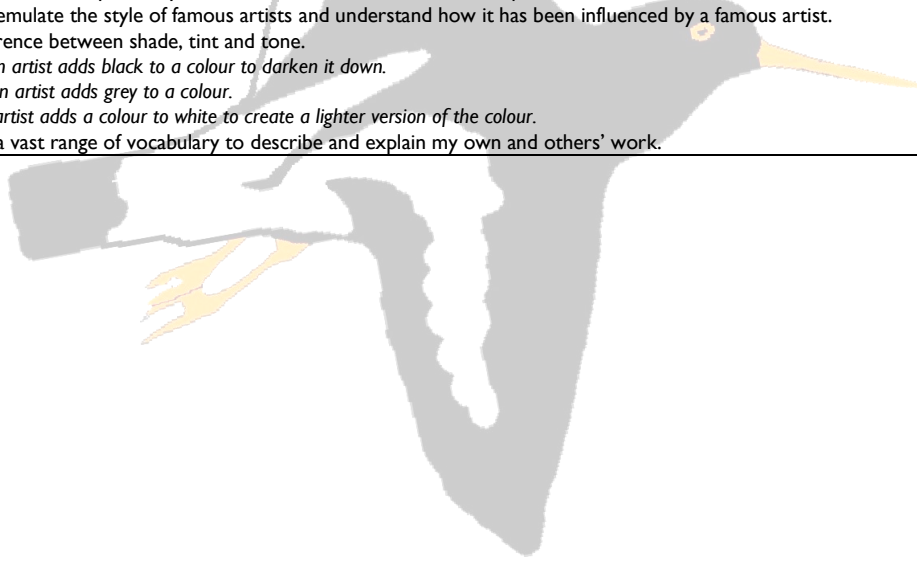 emulate the style of famous artists and understand how it has been influenced by a famous artist.
rence between shade, tint and tone.
n artist adds black to a colour to darken it down.
n artist adds grey to a colour.
artist adds a colour to white to create a lighter version of the colour.
a vast range of vocabulary to describe and explain my own and others’ work.